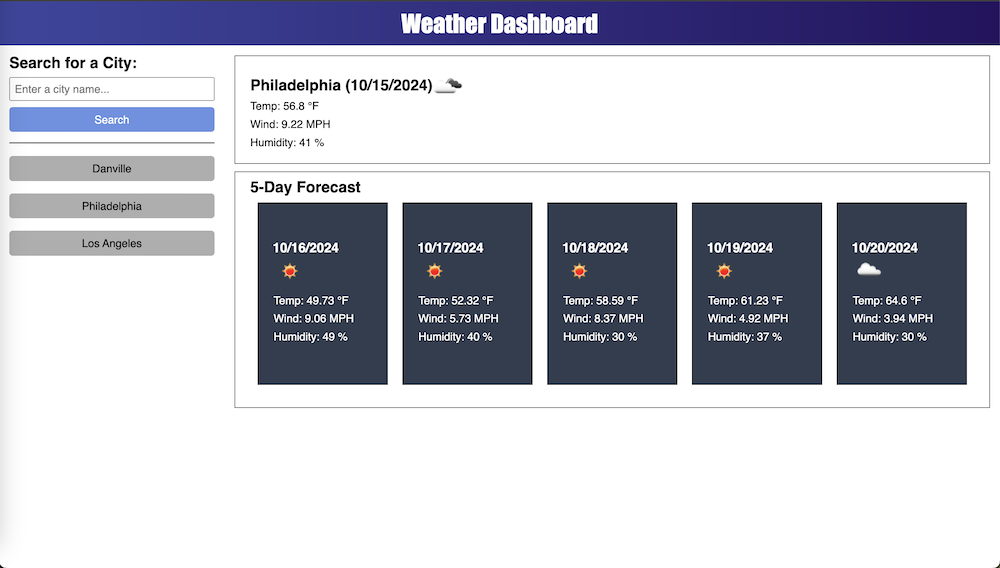 Weather Dashboard
Search for a City:
Enter a city name...
Search
Danville
Philadelphia
Los Angeles
Philadelphia (10/15/2024)
Temp: 56.8 °F
Wind: 9.22 MPH
Humidity: 41 %
5-Day Forecast
10/16/2024
Temp: 49.73 °F
Wind: 9.06 MPH
Humidity: 49 %
10/17/2024
Temp: 52.32 °F
Wind: 5.73 MPH
Humidity: 40 %
10/18/2024
Temp: 58.59 °F
Wind: 8.37 MPH
Humidity: 30 %
10/19/2024
Temp: 61.23 °F
Wind: 4.92 MPH
Humidity: 37 %
10/20/2024
Temp: 64.6 °F
Wind: 3.94 MPH
Humidity: 30 %